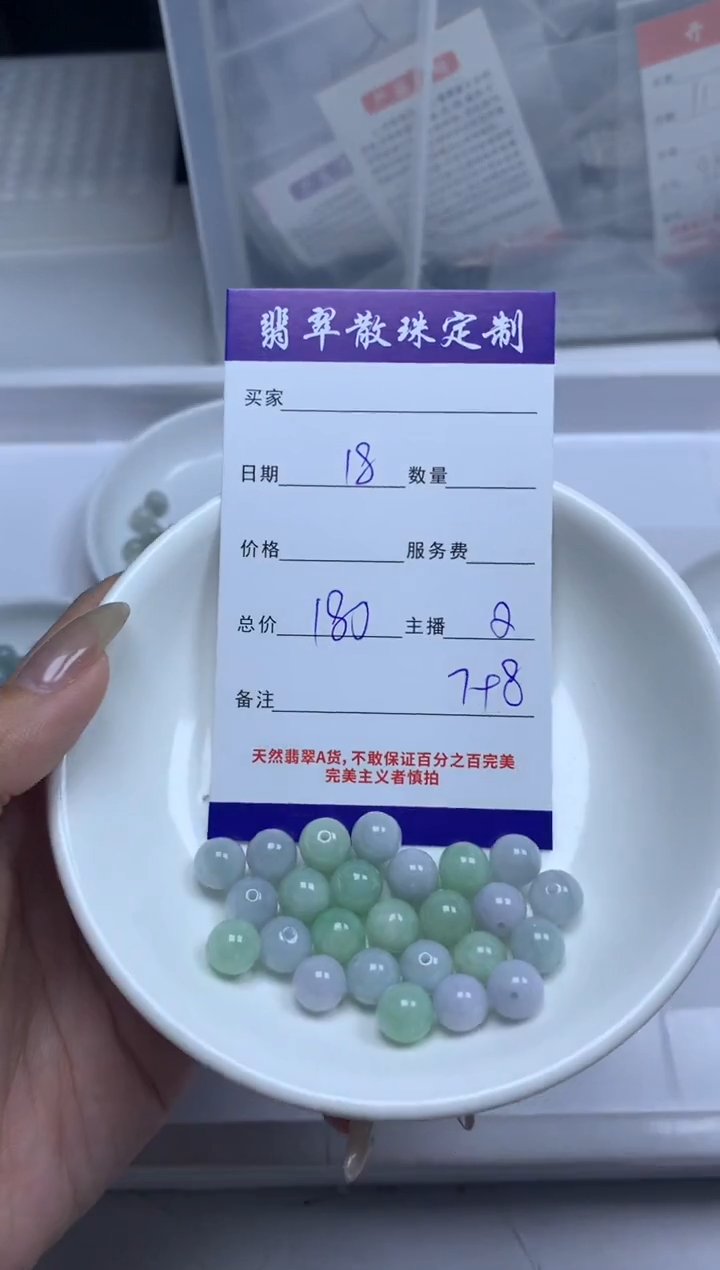 翡翠散珠定制
买家
日期 18 数量
价格 服务费
总价 180 主播 2
备注 7+8
天然翡翠A货,不敢保证百分之百完美
完美主义者慎拍